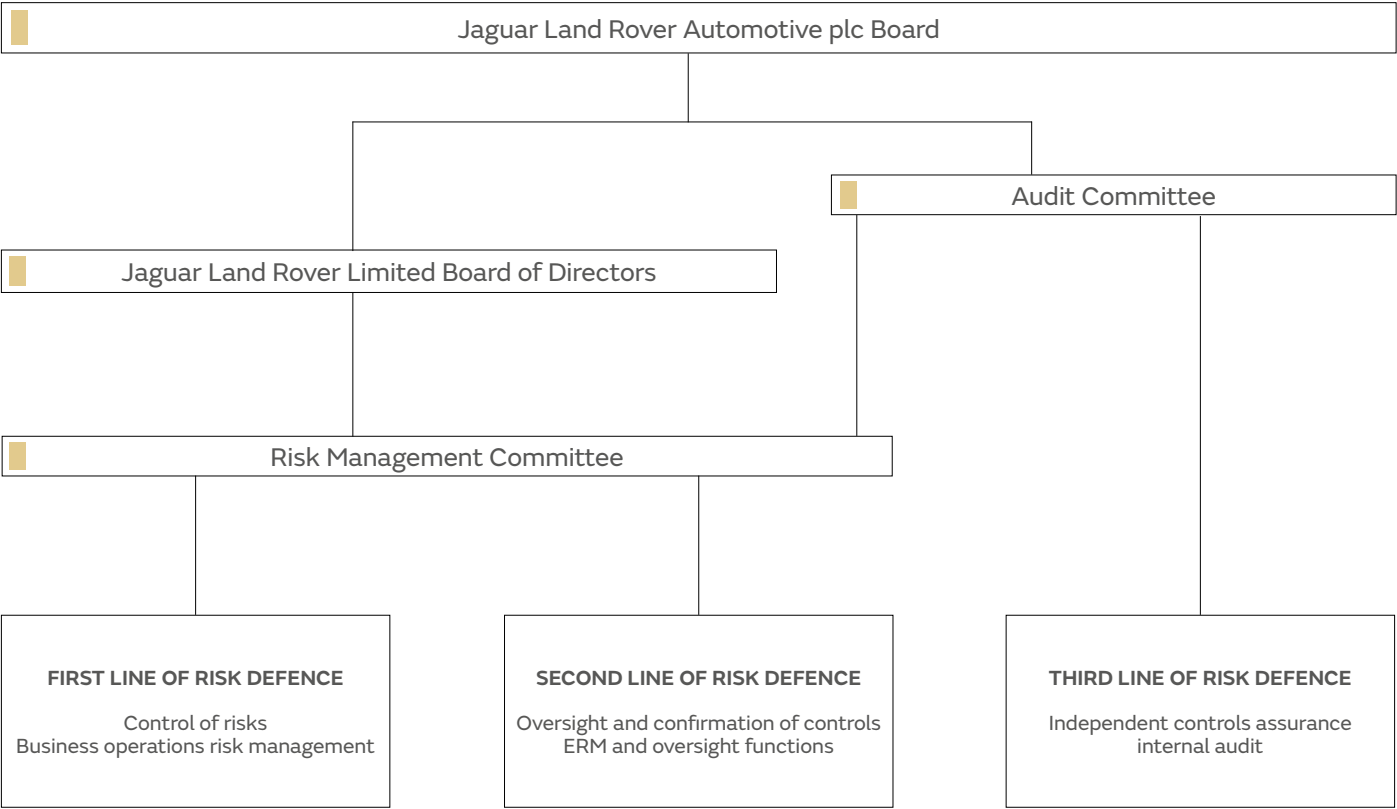 Jaguar Land Rover Automotive plc Board
Audit Committee
Jaguar Land Rover Limited Board of Directors
Risk Management Committee
FIRST LINE OF RISK DEFENCE
Control of risks
Business operations risk management
SECOND LINE OF RISK DEFENCE
Oversight and confirmation of controls
ERM and oversight functions
THIRD LINE OF RISK DEFENCE
Independent controls assurance
internal audit